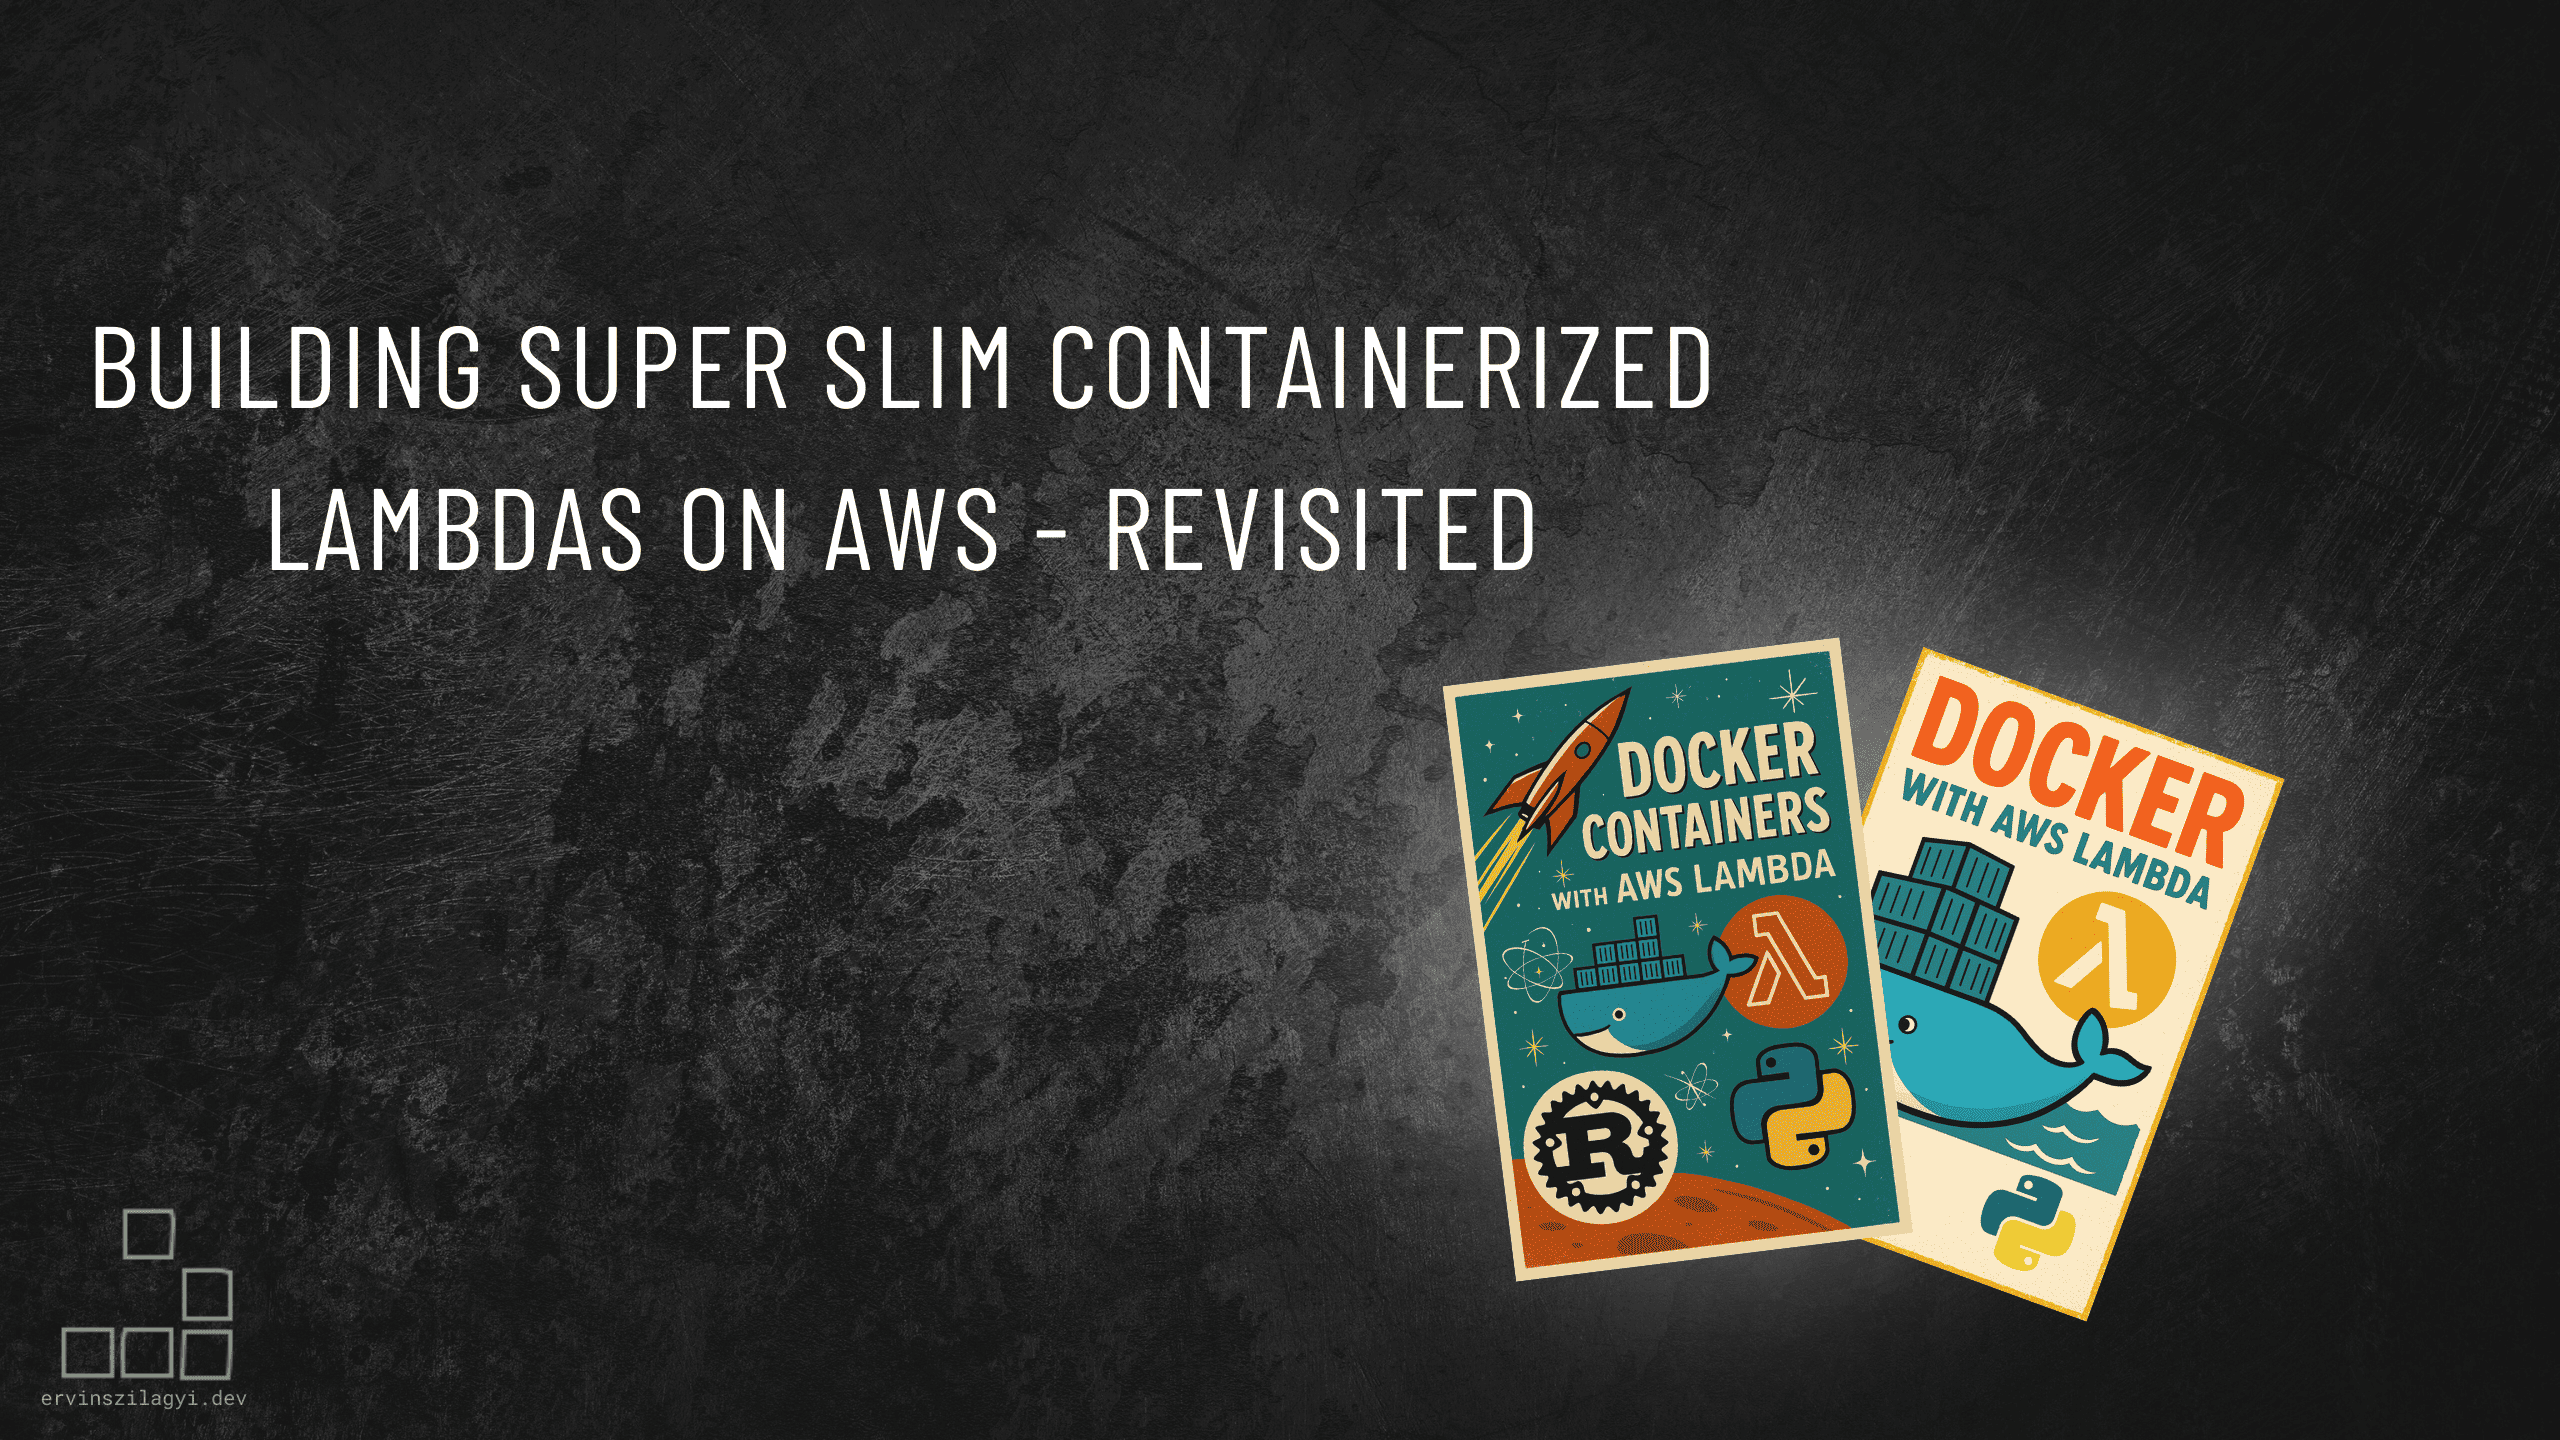 BUILDING SUPER SLIM CONTAINERIZED
LAMBDAS ON AWS - REVISITED
DOCKER
CONTAINERS
WITH AWS LAMBDA
R
DOCKER
WITH AWS LAMBDA
ervinszilagyi.dev